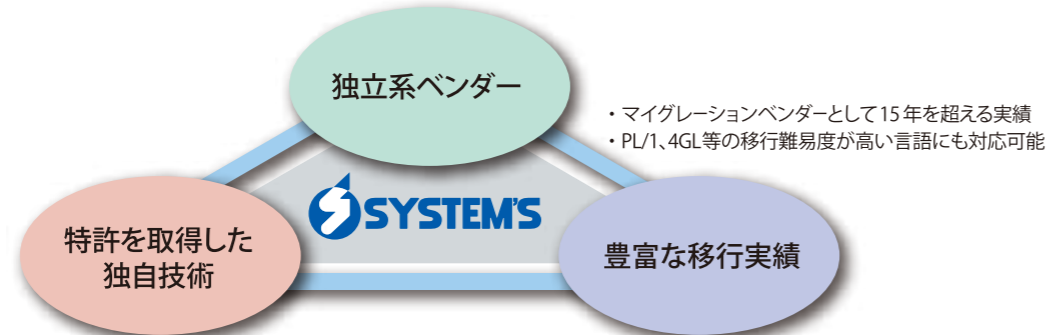 独立系ベンダー
・マイグレーションベンダーとして15年を超える実績
・PL/1、4GL等の移行難易度が高い言語にも対応可能
SYSTEM'S
特許を取得した
独自技術
豊富な移行実績